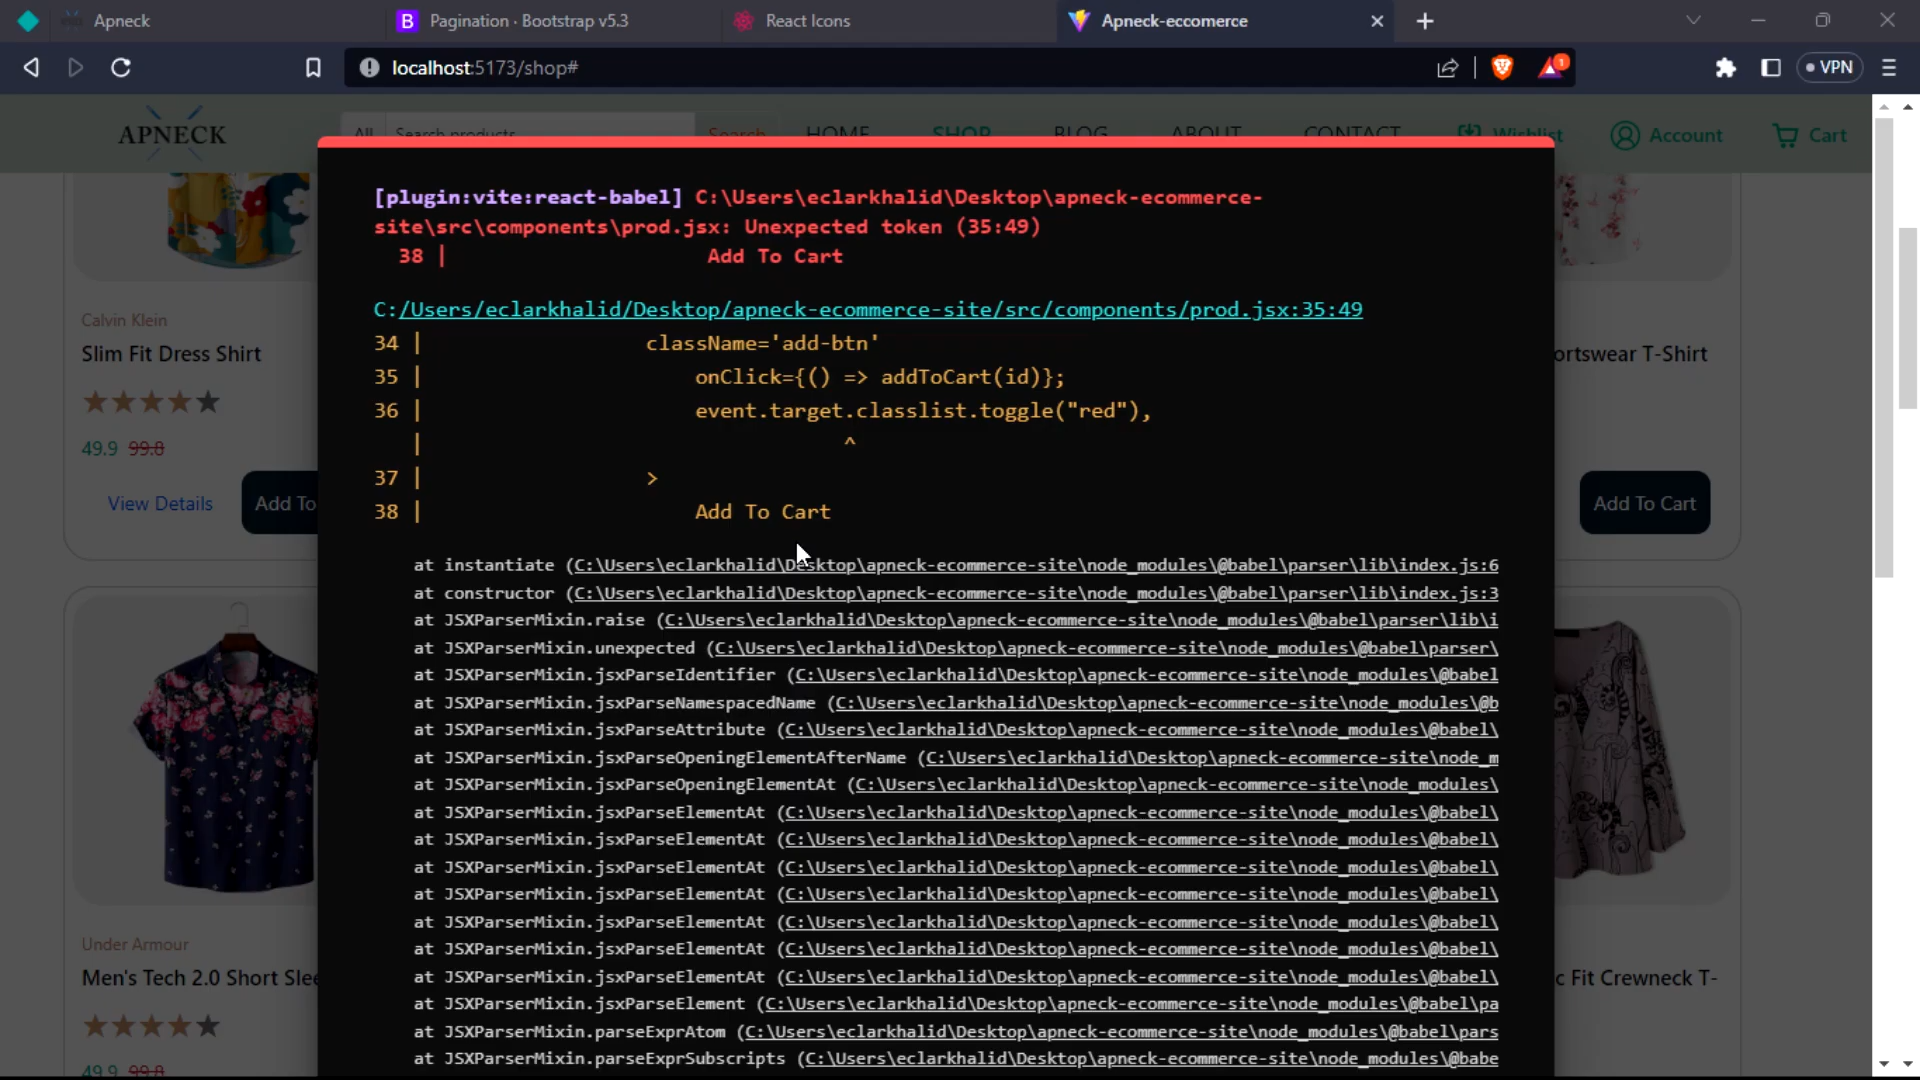 Apneck
B Pagination · Bootstrap v5.3
React Icons
Apneck-eccomerce
localhost:5173/shop#
1
VPN
APNECK
All
Search products
Search
HOME
SHOP
BLOG
ABOUT
CONTACT
Wishlist
Account
Cart
[plugin:vite:react-babel] C:\Users\eclarkhalid\Desktop\apneck-ecommerce-
site\src\components\prod.jsx: Unexpected token (35:49)
38 | Add To Cart
C:/Users/eclarkhalid/Desktop/apneck-ecommerce-site/src/components/prod.jsx:35:49
34 | className='add-btn'
35 | onClick={() => addToCart(id)};
36 | event.target.classlist.toggle("red"),
| ^
37 | >
38 | Add To Cart
at instantiate (C:\Users\eclarkhalid\Desktop\apneck-ecommerce-site\node_modules\@babel\parser\lib\index.js:6
at constructor (C:\Users\eclarkhalid\Desktop\apneck-ecommerce-site\node_modules\@babel\parser\lib\index.js:3
at JSXParserMixin.raise (C:\Users\eclarkhalid\Desktop\apneck-ecommerce-site\node_modules\@babel\parser\lib\i
at JSXParserMixin.unexpected (C:\Users\eclarkhalid\Desktop\apneck-ecommerce-site\node_modules\@babel\parser\
at JSXParserMixin.jsxParseIdentifier (C:\Users\eclarkhalid\Desktop\apneck-ecommerce-site\node_modules\@babel
at JSXParserMixin.jsxParseNamespacedName (C:\Users\eclarkhalid\Desktop\apneck-ecommerce-site\node_modules\@b
at JSXParserMixin.jsxParseAttribute (C:\Users\eclarkhalid\Desktop\apneck-ecommerce-site\node_modules\@babel\
at JSXParserMixin.jsxParseOpeningElementAfterName (C:\Users\eclarkhalid\Desktop\apneck-ecommerce-site\node_m
at JSXParserMixin.jsxParseOpeningElementAt (C:\Users\eclarkhalid\Desktop\apneck-ecommerce-site\node_modules\
at JSXParserMixin.jsxParseElementAt (C:\Users\eclarkhalid\Desktop\apneck-ecommerce-site\node_modules\@babel\
at JSXParserMixin.jsxParseElementAt (C:\Users\eclarkhalid\Desktop\apneck-ecommerce-site\node_modules\@babel\
at JSXParserMixin.jsxParseElementAt (C:\Users\eclarkhalid\Desktop\apneck-ecommerce-site\node_modules\@babel\
at JSXParserMixin.jsxParseElementAt (C:\Users\eclarkhalid\Desktop\apneck-ecommerce-site\node_modules\@babel\
at JSXParserMixin.jsxParseElementAt (C:\Users\eclarkhalid\Desktop\apneck-ecommerce-site\node_modules\@babel\
at JSXParserMixin.jsxParseElementAt (C:\Users\eclarkhalid\Desktop\apneck-ecommerce-site\node_modules\@babel\
at JSXParserMixin.jsxParseElementAt (C:\Users\eclarkhalid\Desktop\apneck-ecommerce-site\node_modules\@babel\
at JSXParserMixin.jsxParseElement (C:\Users\eclarkhalid\Desktop\apneck-ecommerce-site\node_modules\@babel\pa
at JSXParserMixin.parseExprAtom (C:\Users\eclarkhalid\Desktop\apneck-ecommerce-site\node_modules\@babel\pars
at JSXParserMixin.parseExprSubscripts (C:\Users\eclarkhalid\Desktop\apneck-ecommerce-site\node_modules\@babe
Calvin Klein
Slim Fit Dress Shirt
49.9 99.8
View Details
Add To
Under Armour
Men's Tech 2.0 Short Slee
49.9 99.8
ortswear T-Shirt
Add To Cart
c Fit Crewneck T-